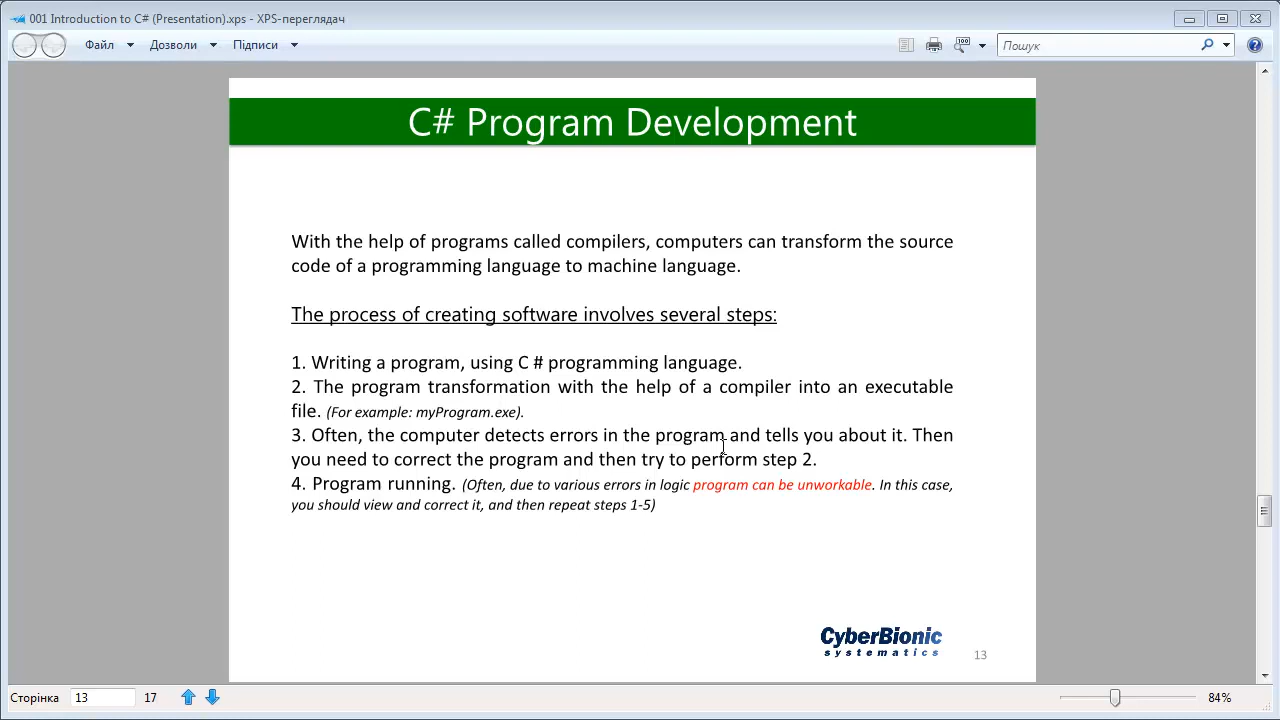 001 Introduction to C# (Presentation).xps - XPS-переглядач
Файл Дозволи Підписи
100
Пошук
C# Program Development
With the help of programs called compilers, computers can transform the source
code of a programming language to machine language.
The process of creating software involves several steps:
1. Writing a program, using C # programming language.
2. The program transformation with the help of a compiler into an executable
file. (For example: myProgram.exe).
3. Often, the computer detects errors in the program and tells you about it. Then
you need to correct the program and then try to perform step 2.
4. Program running. (Often, due to various errors in logic program can be unworkable. In this case,
you should view and correct it, and then repeat steps 1-5)
CyberBionic
systematics
13
Сторінка 13 17 84%